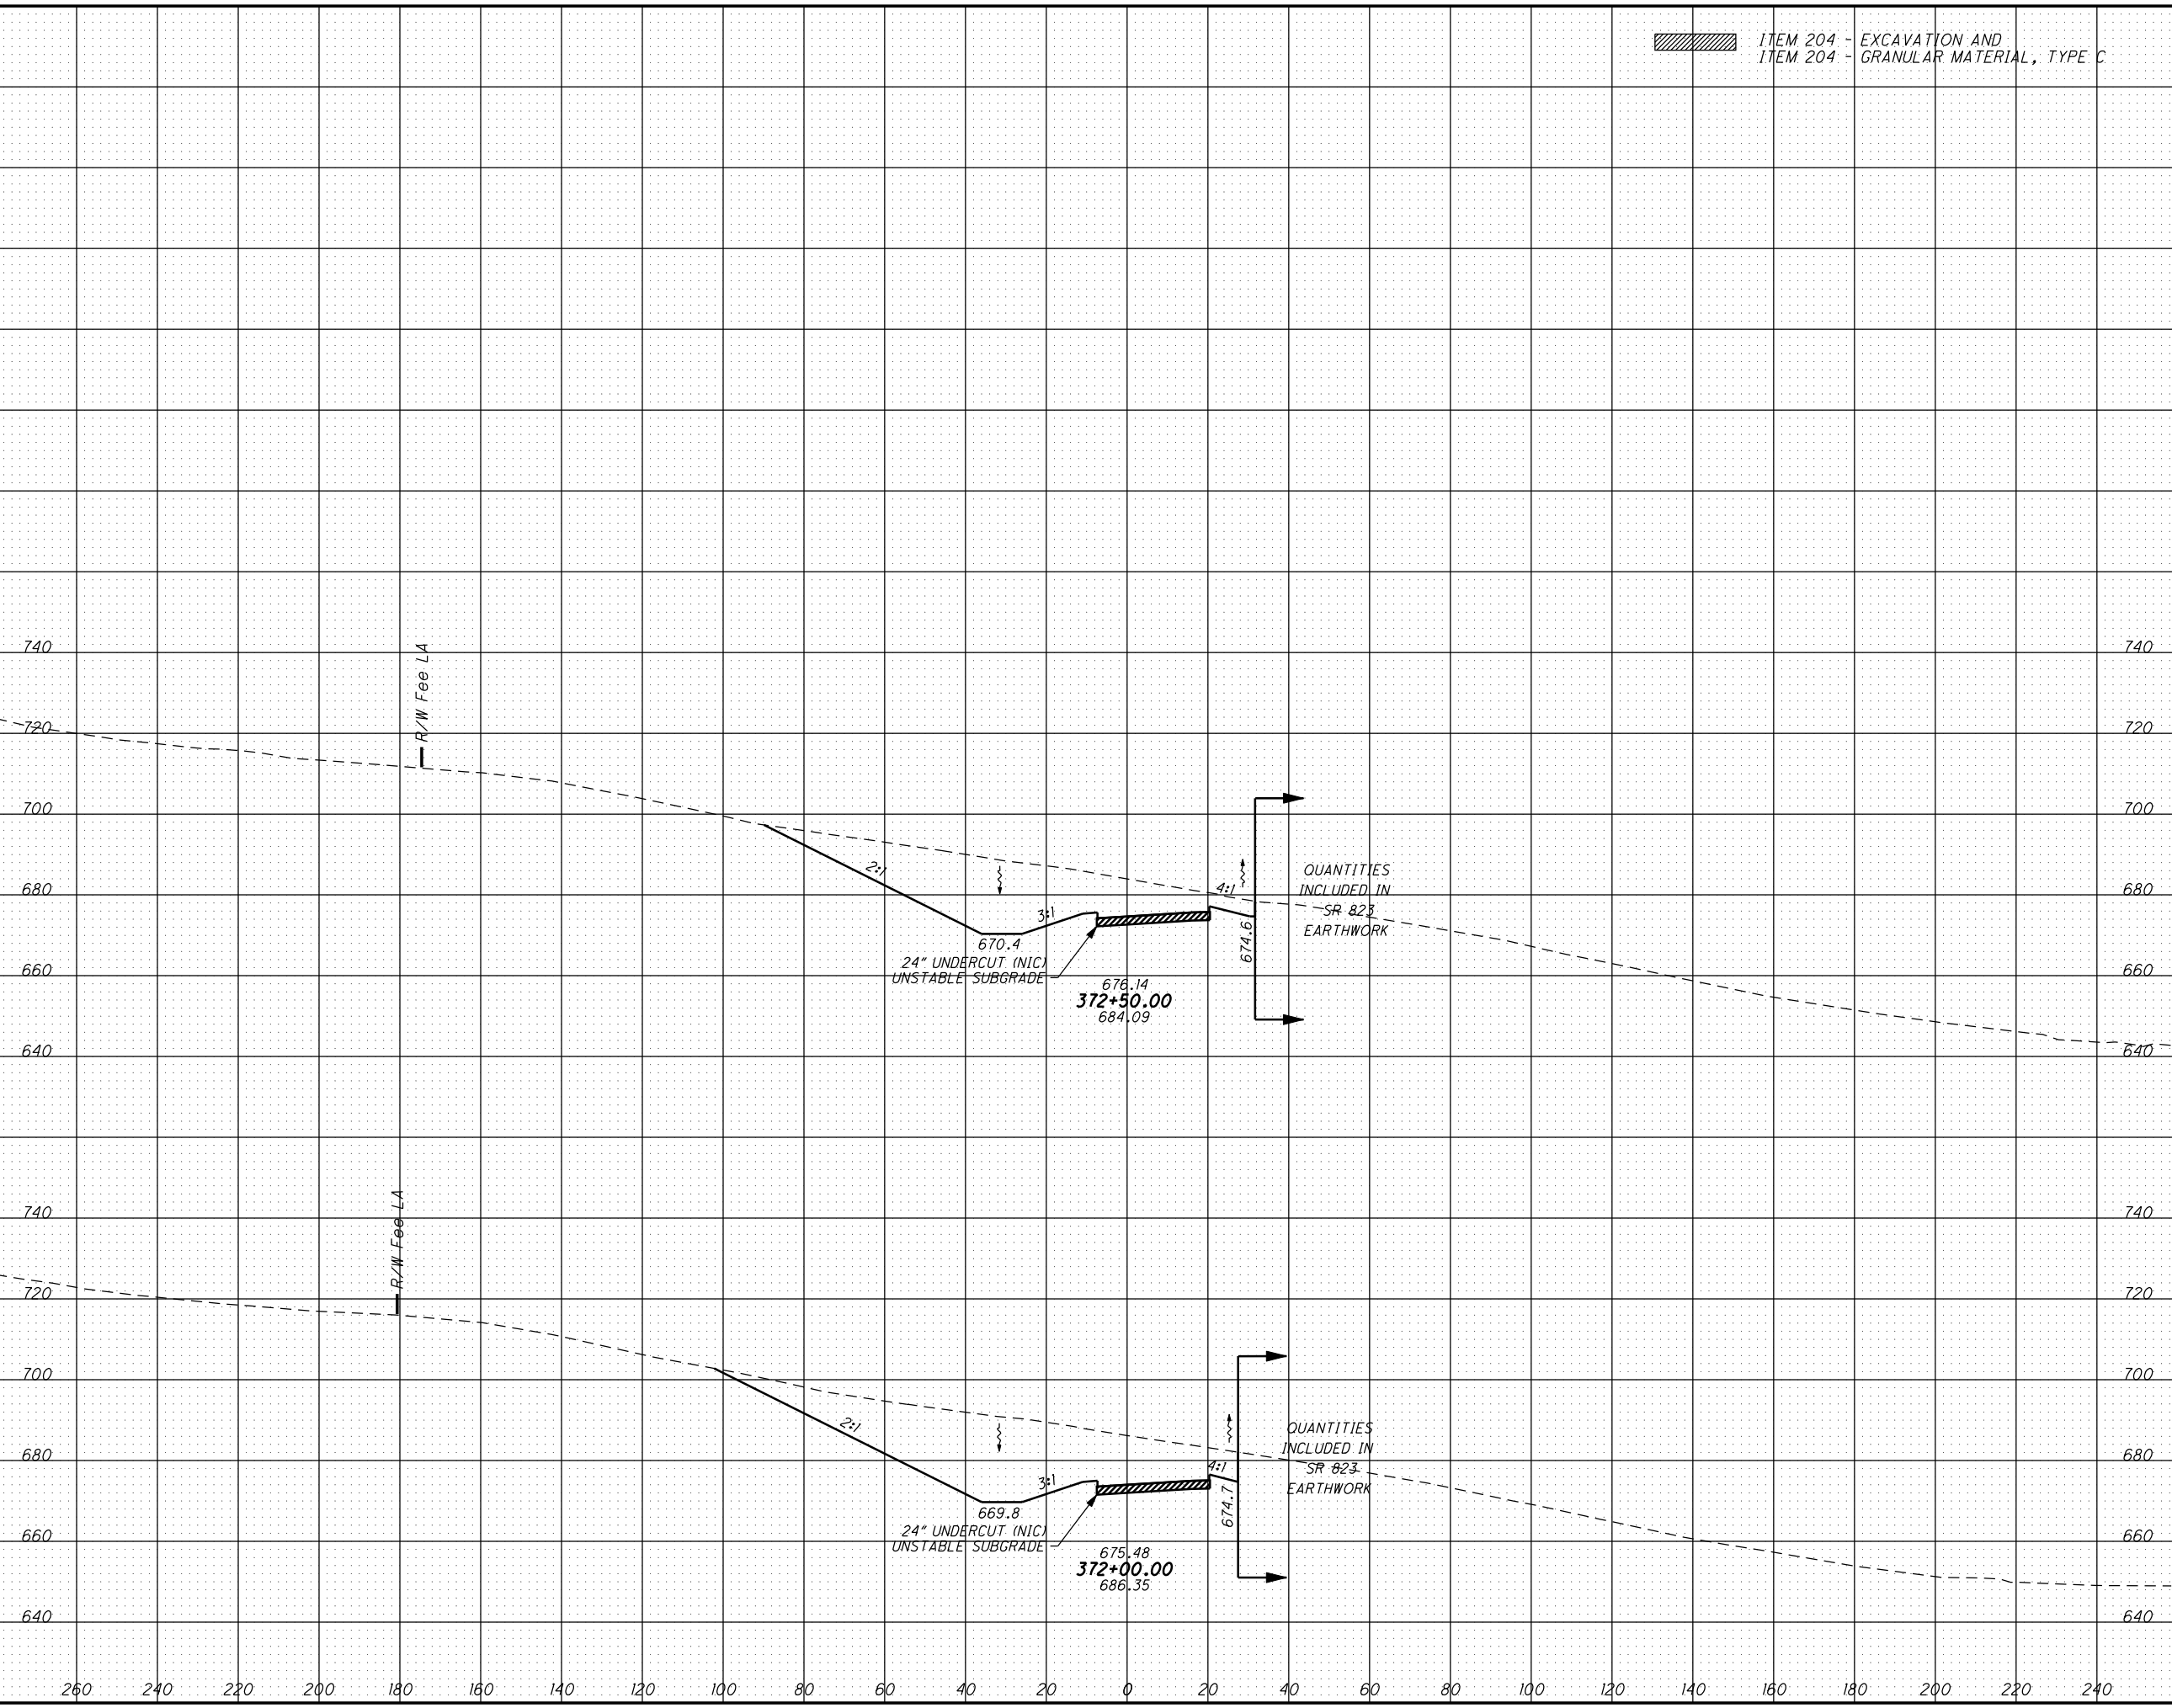 ITEM 204 - EXCAVATION AND
ITEM 204 - GRANULAR MATERIAL, TYPE C
740
R/W Fee LA
740
720
720
700
700
2:1
680
4:1
QUANTITIES
INCLUDED IN
SR 823
EARTHWORK
680
3:1
670.4
674.6
24" UNDERCUT (NIC)
UNSTABLE SUBGRADE
660
660
676.14
372+50.00
684.09
640
640
R/W Fee LA
740
740
720
720
700
700
2:1
QUANTITIES
INCLUDED IN
SR 823
EARTHWORK
680
680
4:1
3:1
669.8
674.7
24" UNDERCUT (NIC)
UNSTABLE SUBGRADE
660
660
675.48
372+00.00
686.35
640
640
260 240 220 200 180 160 140 120 100 80 60 40 20 0 20 40 60 80 100 120 140 160 180 200 220 240